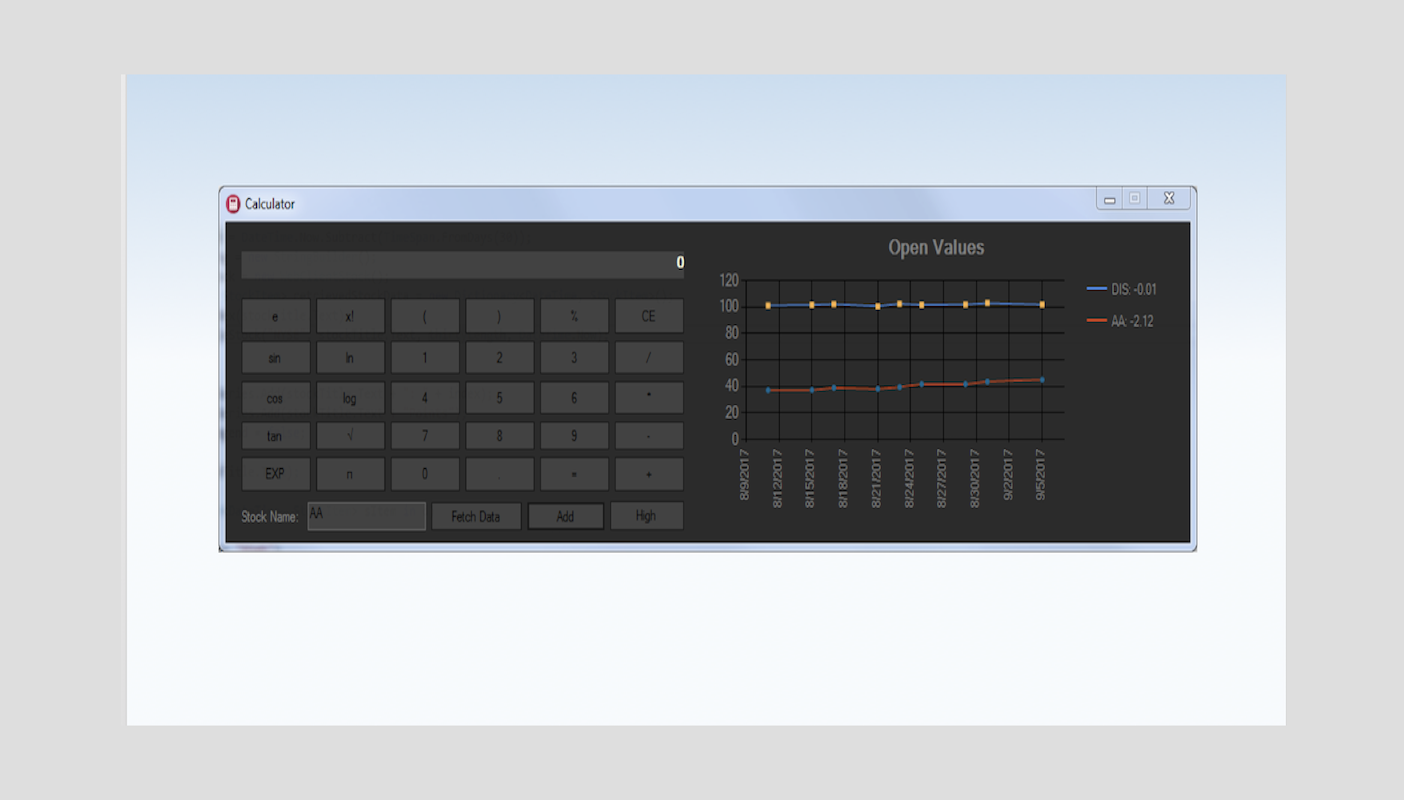 Calculator
0
e x! ( ) % CE
sin ln 1 2 3 /
cos log 4 5 6 *
tan √ 7 8 9 -
EXP n 0 . = +
Stock Name: AA Fetch Data Add High
Open Values
120
100
80
60
40
20
0
8/9/2017 8/12/2017 8/15/2017 8/18/2017 8/21/2017 8/24/2017 8/27/2017 8/30/2017 9/2/2017 9/5/2017
DIS: -0.01
AA: -2.12